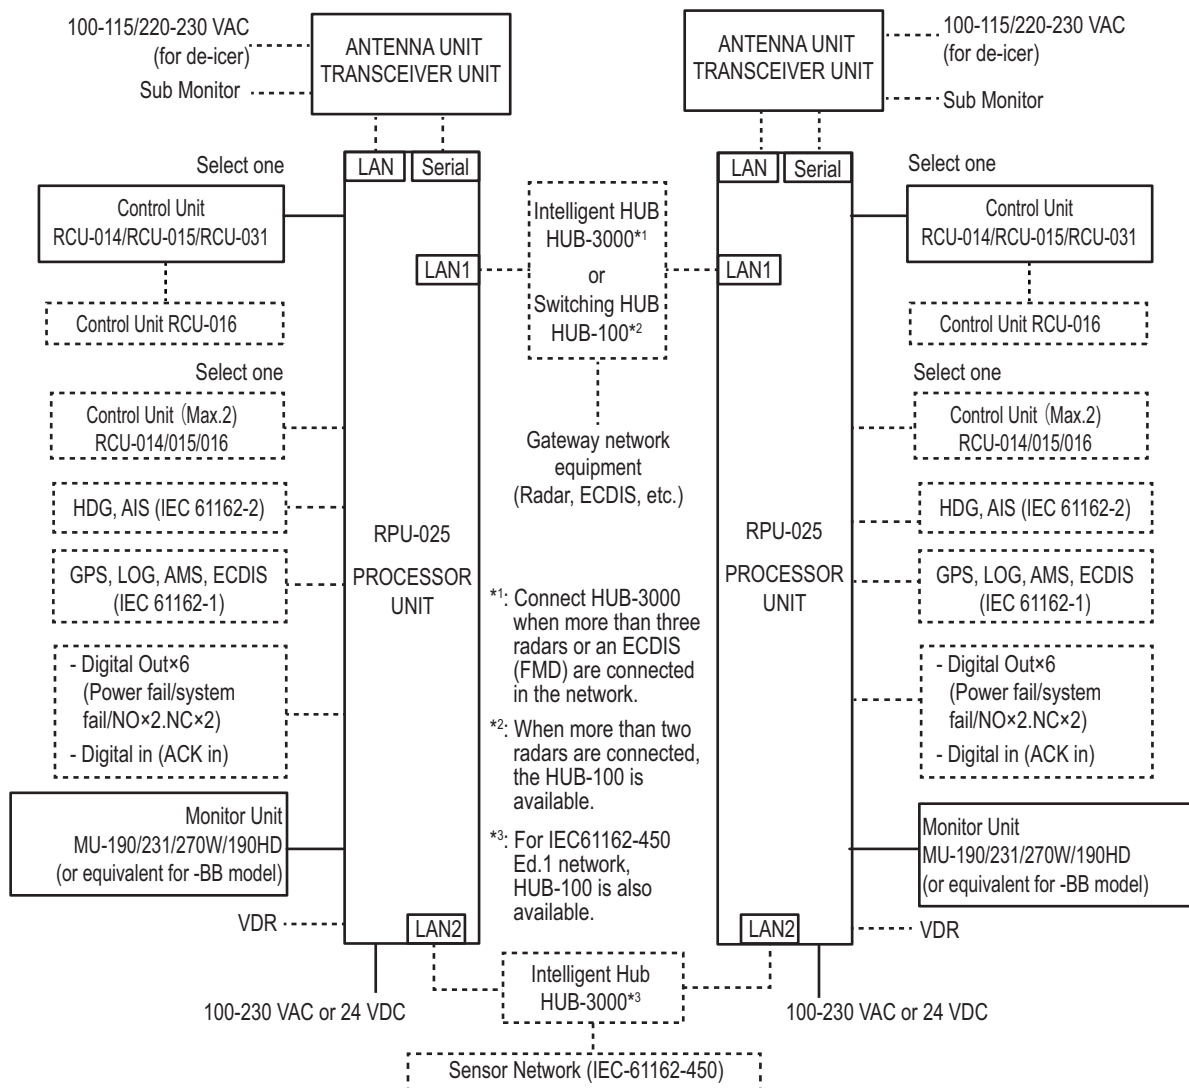 100-115/220-230 VAC
(for de-icer)
Sub Monitor
ANTENNA UNIT
TRANSCEIVER UNIT
ANTENNA UNIT
TRANSCEIVER UNIT
100-115/220-230 VAC
(for de-icer)
Sub Monitor
Select one
LAN
Serial
Control Unit
RCU-014/RCU-015/RCU-031
Control Unit RCU-016
LAN1
Intelligent HUB
HUB-3000*1
or
Switching HUB
HUB-100*2
LAN
Serial
LAN1
Select one
Control Unit
RCU-014/RCU-015/RCU-031
Control Unit RCU-016
Select one
Control Unit (Max.2)
RCU-014/015/016
HDG, AIS (IEC 61162-2)
GPS, LOG, AMS, ECDIS
(IEC 61162-1)
- Digital Out×6
(Power fail/system
fail/NO×2.NC×2)
- Digital in (ACK in)
Monitor Unit
MU-190/231/270W/190HD
(or equivalent for -BB model)
VDR
RPU-025
PROCESSOR
UNIT
LAN2
100-230 VAC or 24 VDC
Gateway network
equipment
(Radar, ECDIS, etc.)
*1: Connect HUB-3000
when more than three
radars or an ECDIS
(FMD) are connected
in the network.
*2: When more than two
radars are connected,
the HUB-100 is
available.
*3: For IEC61162-450
Ed.1 network,
HUB-100 is also
available.
RPU-025
PROCESSOR
UNIT
LAN2
Select one
Control Unit (Max.2)
RCU-014/015/016
HDG, AIS (IEC 61162-2)
GPS, LOG, AMS, ECDIS
(IEC 61162-1)
- Digital Out×6
(Power fail/system
fail/NO×2.NC×2)
- Digital in (ACK in)
Monitor Unit
MU-190/231/270W/190HD
(or equivalent for -BB model)
VDR
100-230 VAC or 24 VDC
Intelligent Hub
HUB-3000*3
Sensor Network (IEC-61162-450)